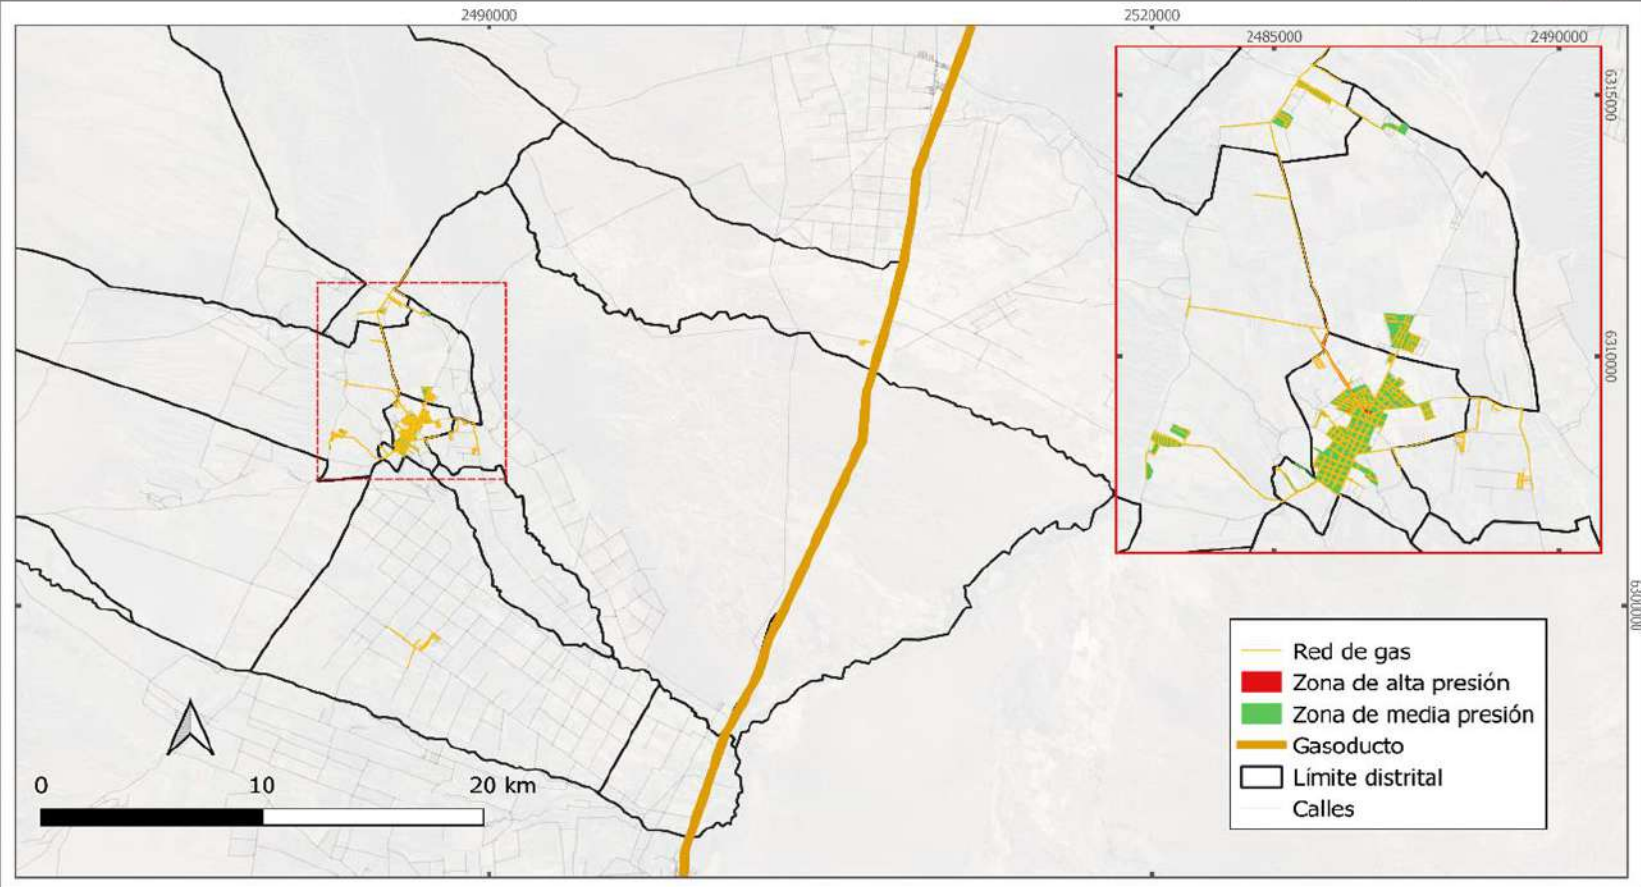 2490000
2520000
2485000
2490000
6315000
6310000
6300000
Red de gas
Zona de alta presión
Zona de media presión
Gasoducto
Límite distrital
Calles
0
10
20 km